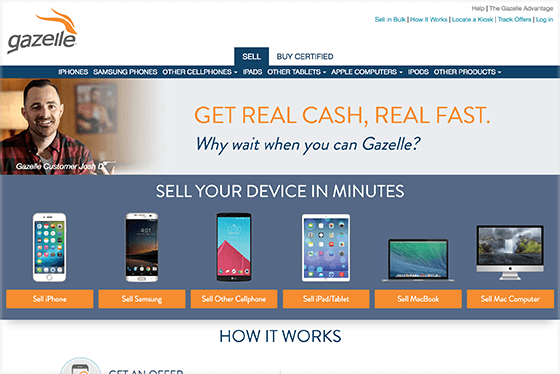 Help | The Gazelle Advantage
Sell in Bulk | How It Works | Locate a Kiosk | Track Offers | Log in
gazelle
SELL BUY CERTIFIED
IPHONES SAMSUNG PHONES OTHER CELLPHONES IPADS OTHER TABLETS APPLE COMPUTERS IPODS OTHER PRODUCTS
GET REAL CASH, REAL FAST.
Why wait when you can Gazelle?
Gazelle Customer Josh D.
SELL YOUR DEVICE IN MINUTES
Sell iPhone Sell Samsung Sell Other Cellphone Sell iPad/Tablet Sell MacBook Sell Mac Computer
HOW IT WORKS
GET AN OFFER